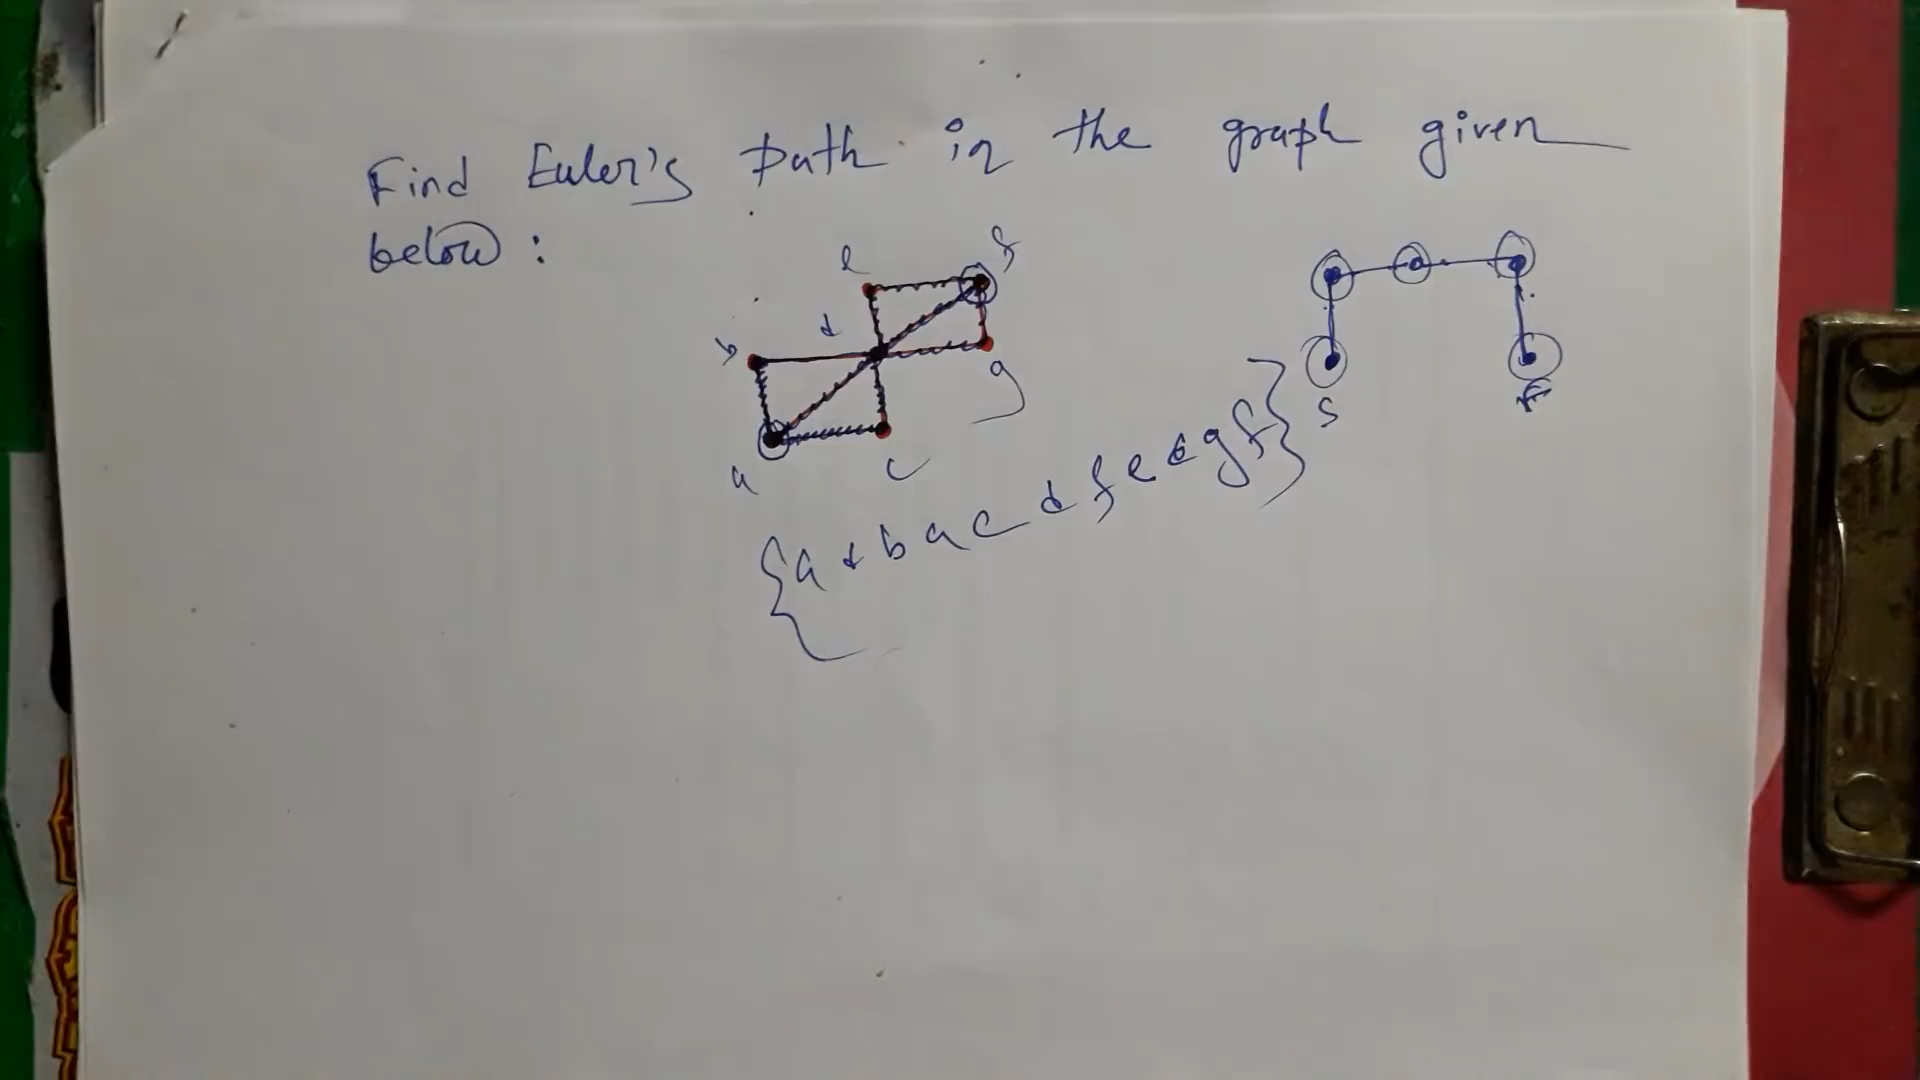 Find Euler's Path in the graph given
below :
e f
b d
g
a c
S F
{a d b a c d f e d g f}